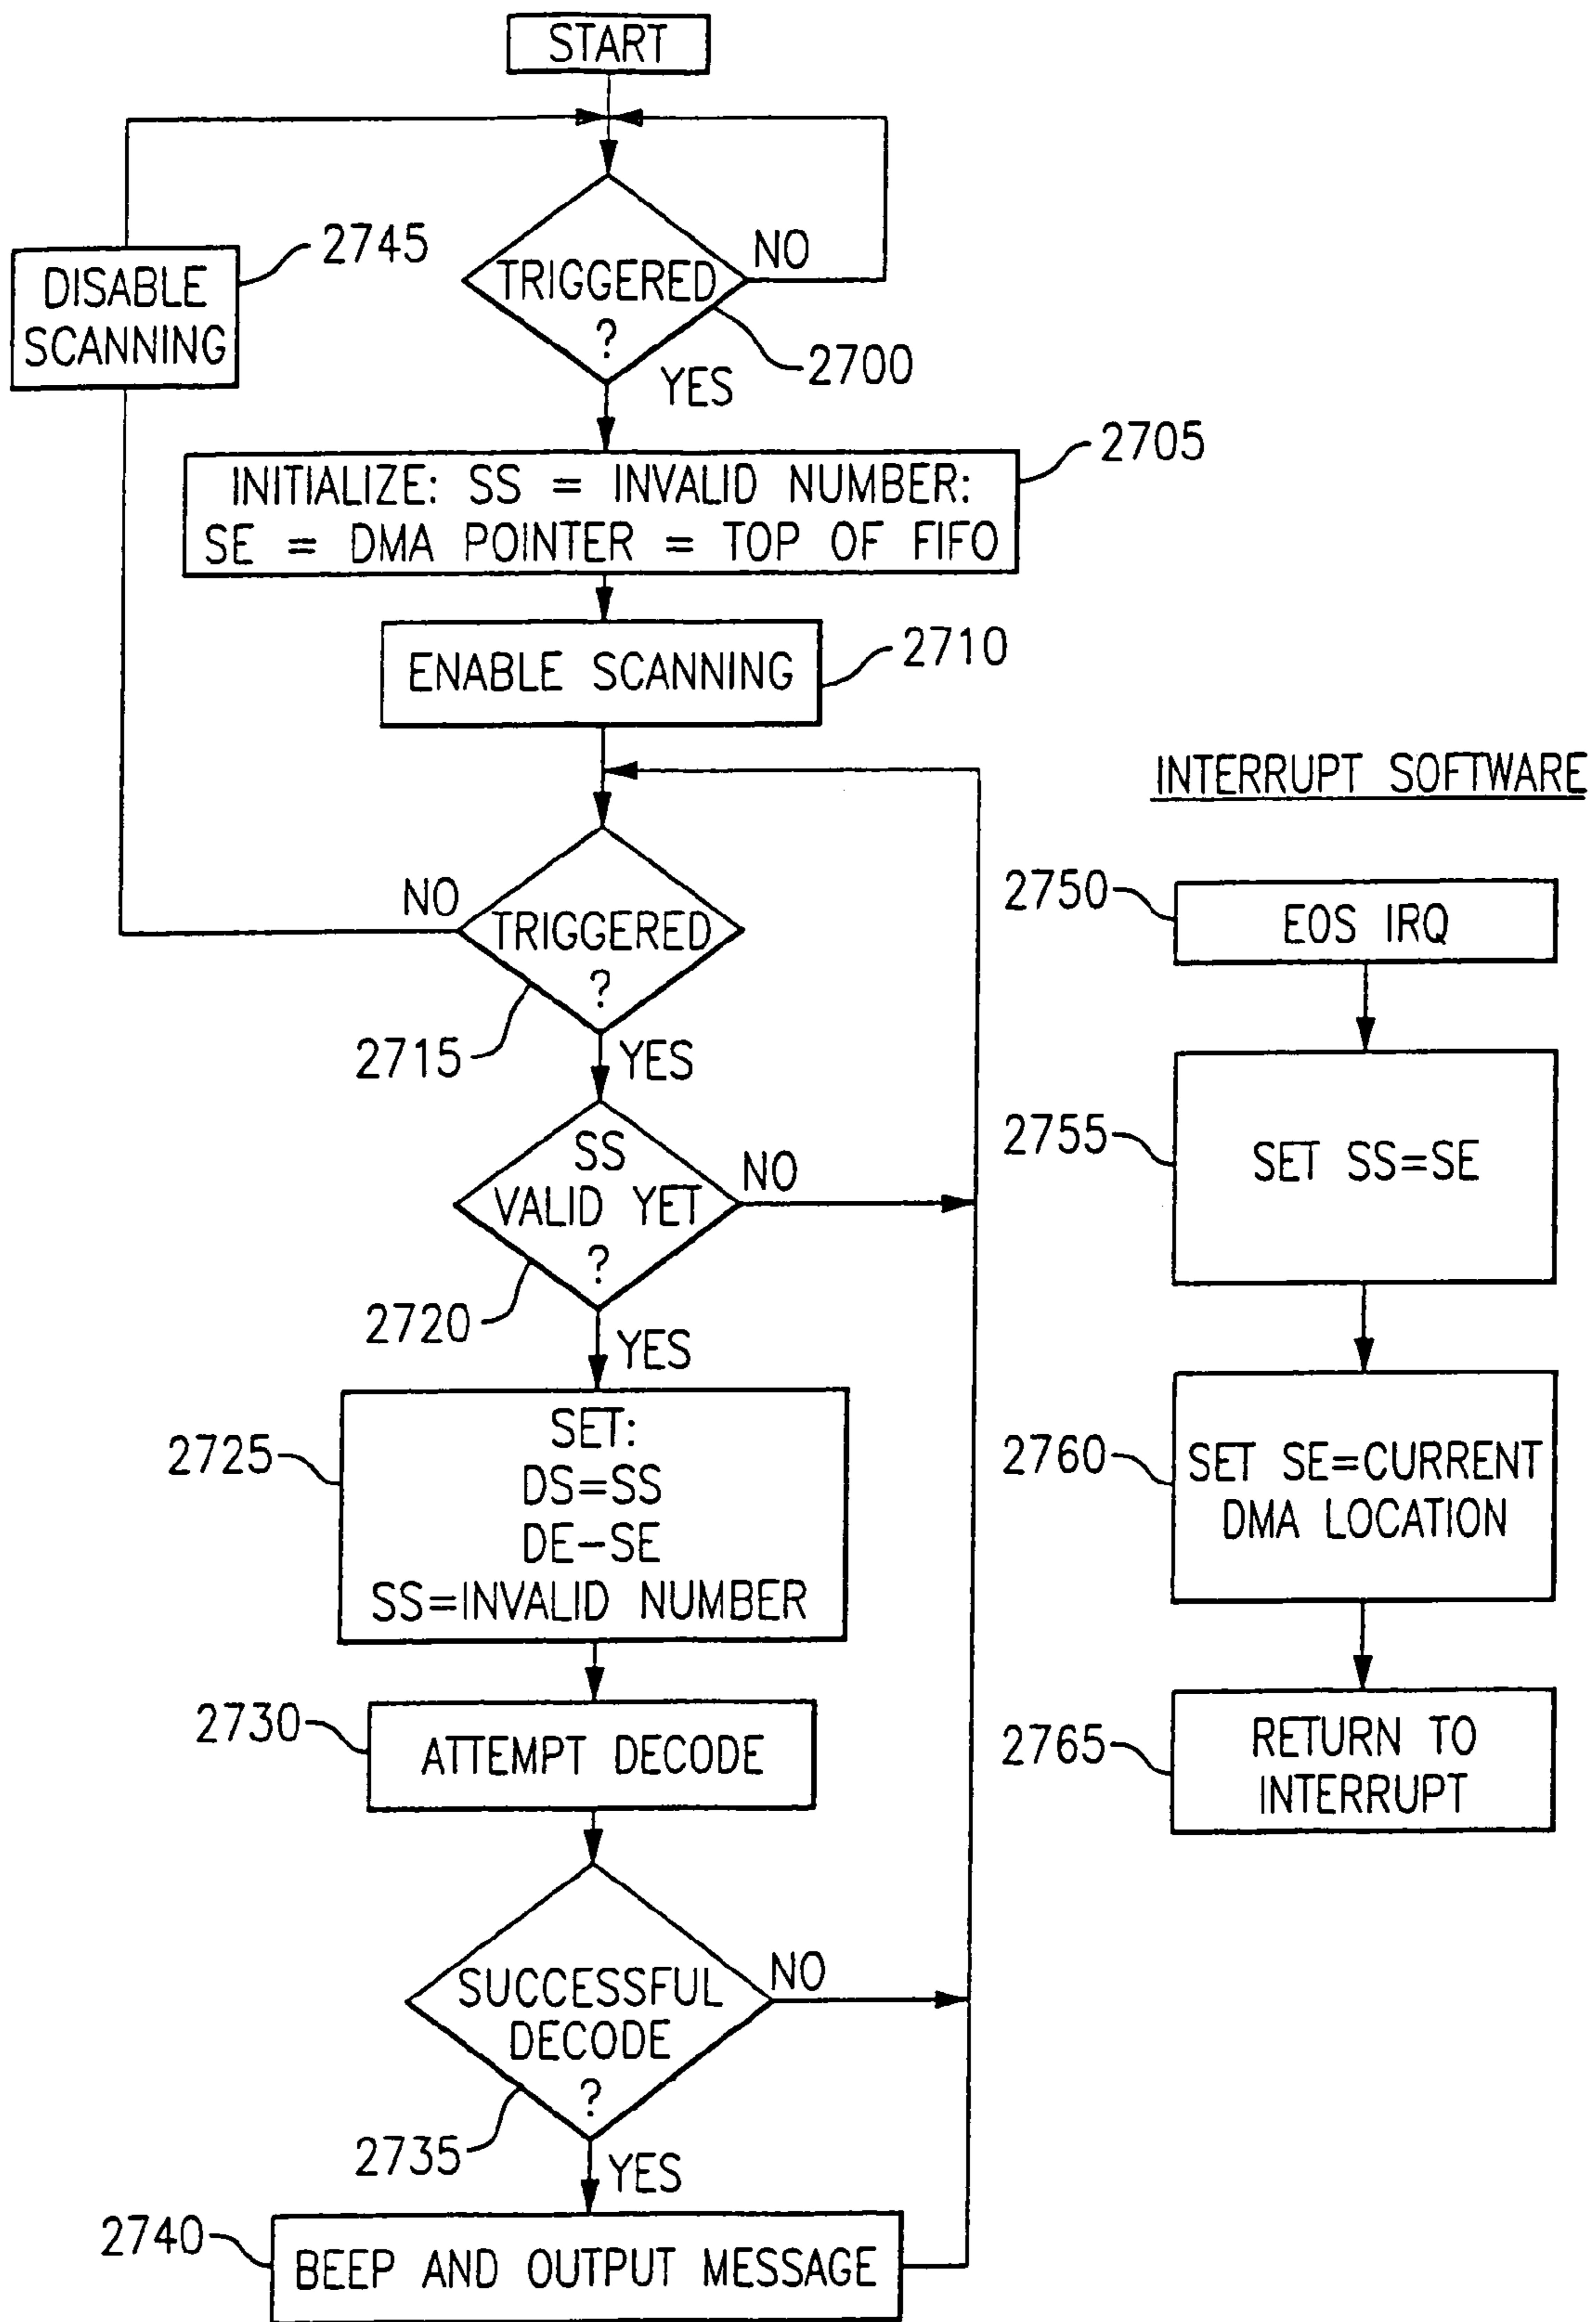 START
2745
NO
DISABLE
SCANNING
TRIGGERED
?
2700
YES
2705
INITIALIZE: SS = INVALID NUMBER:
SE = DMA POINTER = TOP OF FIFO
ENABLE SCANNING
2710
NO
TRIGGERED
?
2715
YES
SS
VALID YET
?
NO
2720
YES
2725
SET:
DS=SS
DE-SE
SS=INVALID NUMBER
2730
ATTEMPT DECODE
SUCCESSFUL
DECODE
?
NO
2735
YES
2740
BEEP AND OUTPUT MESSAGE
INTERRUPT SOFTWARE
2750
EOS IRQ
2755
SET SS=SE
2760
SET SE=CURRENT
DMA LOCATION
2765
RETURN TO
INTERRUPT